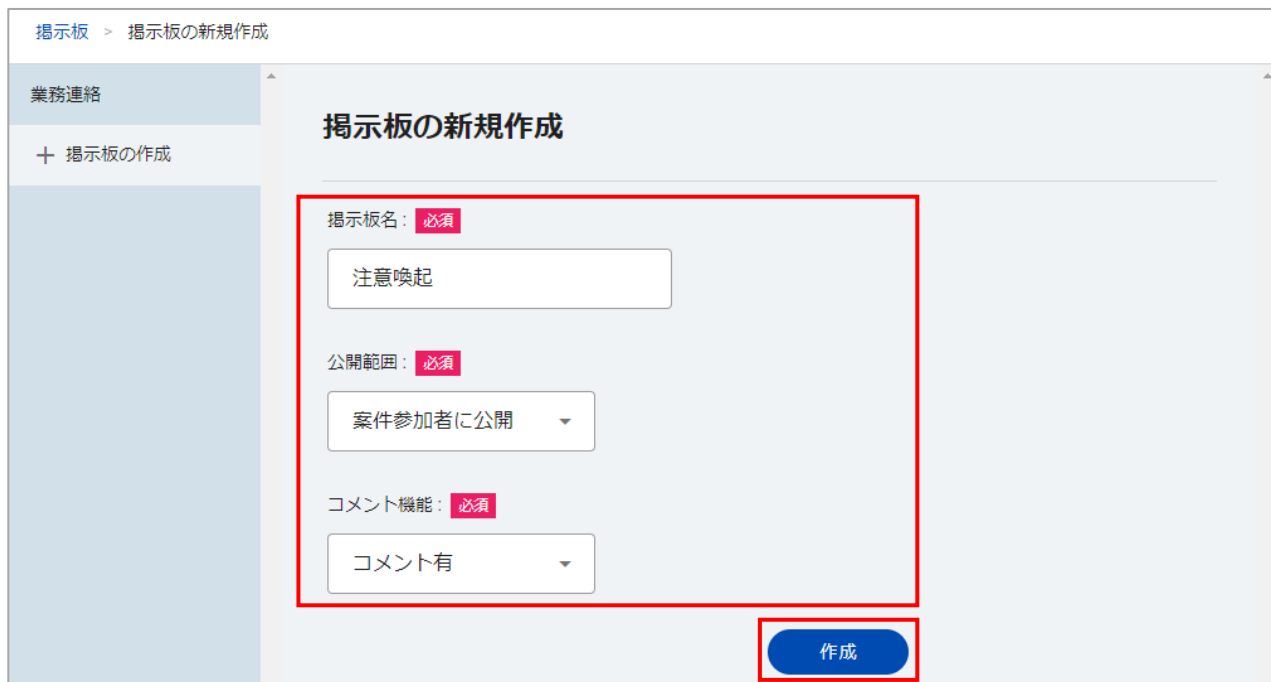 掲示板 > 掲示板の新規作成
業務連絡
＋ 掲示板の作成
掲示板の新規作成
掲示板名： 必須
注意喚起
公開範囲： 必須
案件参加者に公開
コメント機能： 必須
コメント有
作成